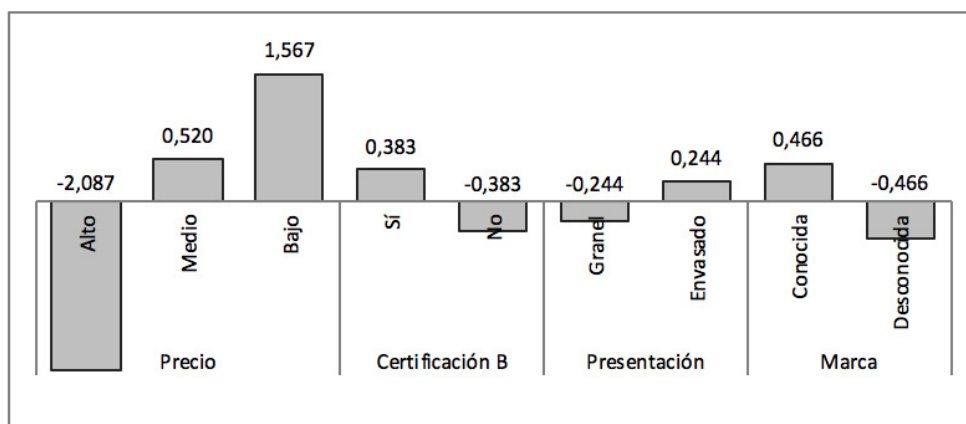 1,567
0,520
0,383
0,466
0,244
-2,087
-0,383
-0,244
-0,466
Alto
Medio
Bajo
Sí
No
Granel
Envasado
Conocida
Desconocida
Precio
Certificación B
Presentación
Marca